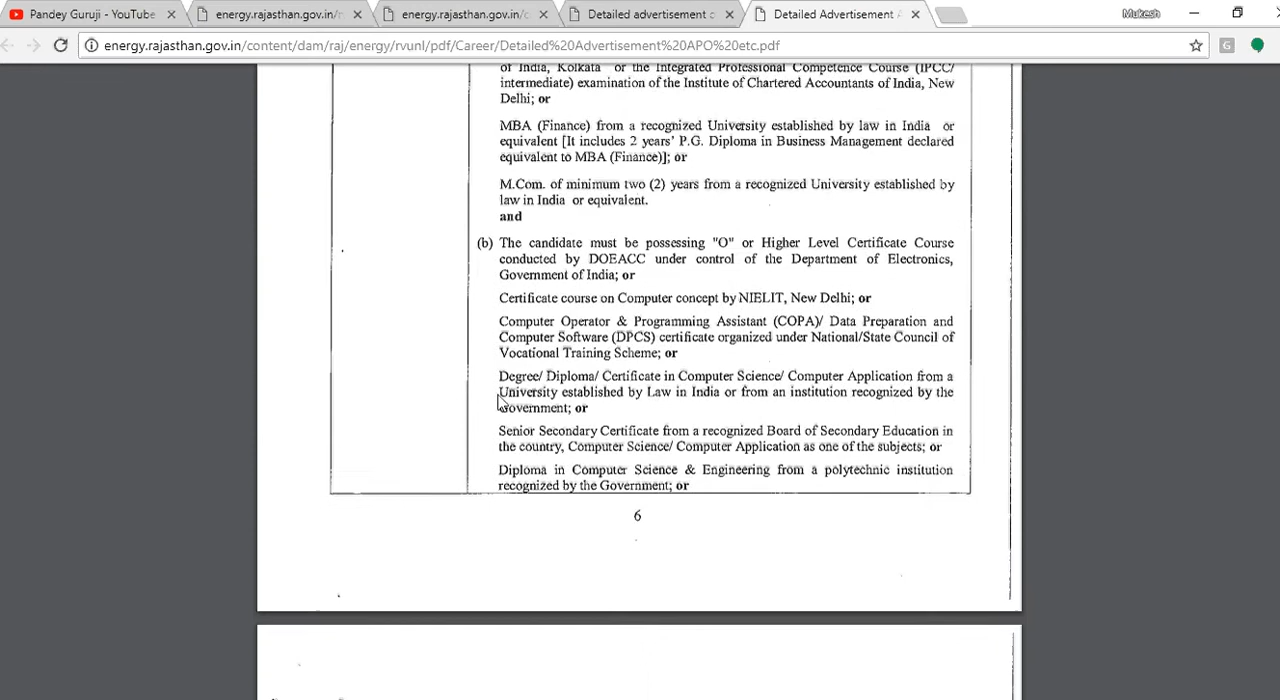 Pandey Guruji - YouTube
energy.rajasthan.gov.in/
energy.rajasthan.gov.in/
Detailed advertisement
Detailed Advertisement
Mukesh
energy.rajasthan.gov.in/content/dam/raj/energy/rvunl/pdf/Career/Detailed%20Advertisement%20APO%20etc.pdf
of India, Kolkata or the Integrated Professional Competence Course (IPCC/
intermediate) examination of the Institute of Chartered Accountants of India, New
Delhi; or
MBA (Finance) from a recognized University established by law in India or
equivalent [It includes 2 years' P.G. Diploma in Business Management declared
equivalent to MBA (Finance)]; or
M.Com. of minimum two (2) years from a recognized University established by
law in India or equivalent.
and
(b) The candidate must be possessing "O" or Higher Level Certificate Course
conducted by DOEACC under control of the Department of Electronics,
Government of India; or
Certificate course on Computer concept by NIELIT, New Delhi; or
Computer Operator & Programming Assistant (COPA)/ Data Preparation and
Computer Software (DPCS) certificate organized under National/State Council of
Vocational Training Scheme; or
Degree/ Diploma/ Certificate in Computer Science/ Computer Application from a
University established by Law in India or from an institution recognized by the
Government; or
Senior Secondary Certificate from a recognized Board of Secondary Education in
the country, Computer Science/ Computer Application as one of the subjects; or
Diploma in Computer Science & Engineering from a polytechnic institution
recognized by the Government; or
6